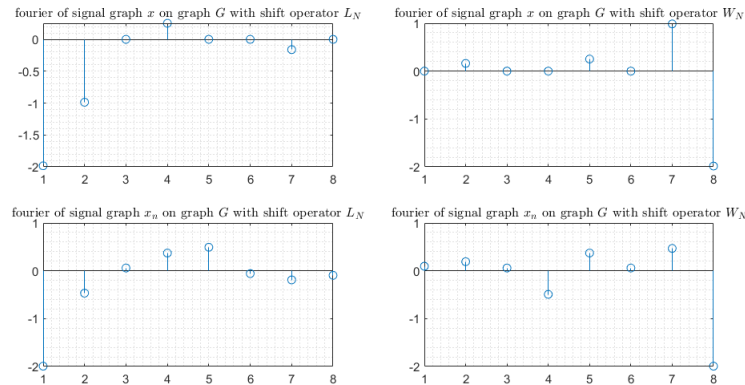 fourier of signal graph x on graph G with shift operator L_N
0
-0.5
-1
-1.5
-2
1 2 3 4 5 6 7 8
fourier of signal graph x on graph G with shift operator W_N
1
0
-1
-2
1 2 3 4 5 6 7 8
fourier of signal graph x_n on graph G with shift operator L_N
1
0
-1
-2
1 2 3 4 5 6 7 8
fourier of signal graph x_n on graph G with shift operator W_N
1
0
-1
-2
1 2 3 4 5 6 7 8